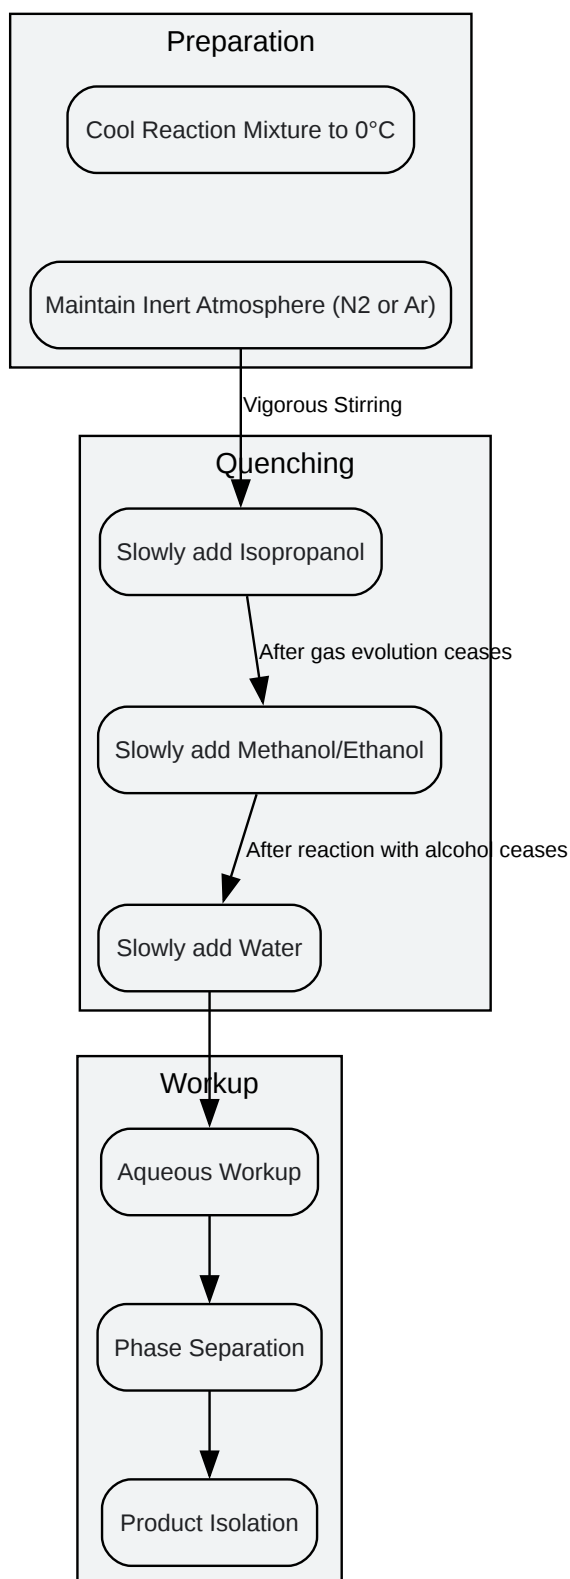 Preparation
Cool Reaction Mixture to 0°C
Maintain Inert Atmosphere (N2 or Ar)
Vigorous Stirring
Quenching
Slowly add Isopropanol
After gas evolution ceases
Slowly add Methanol/Ethanol
After reaction with alcohol ceases
Slowly add Water
Workup
Aqueous Workup
Phase Separation
Product Isolation